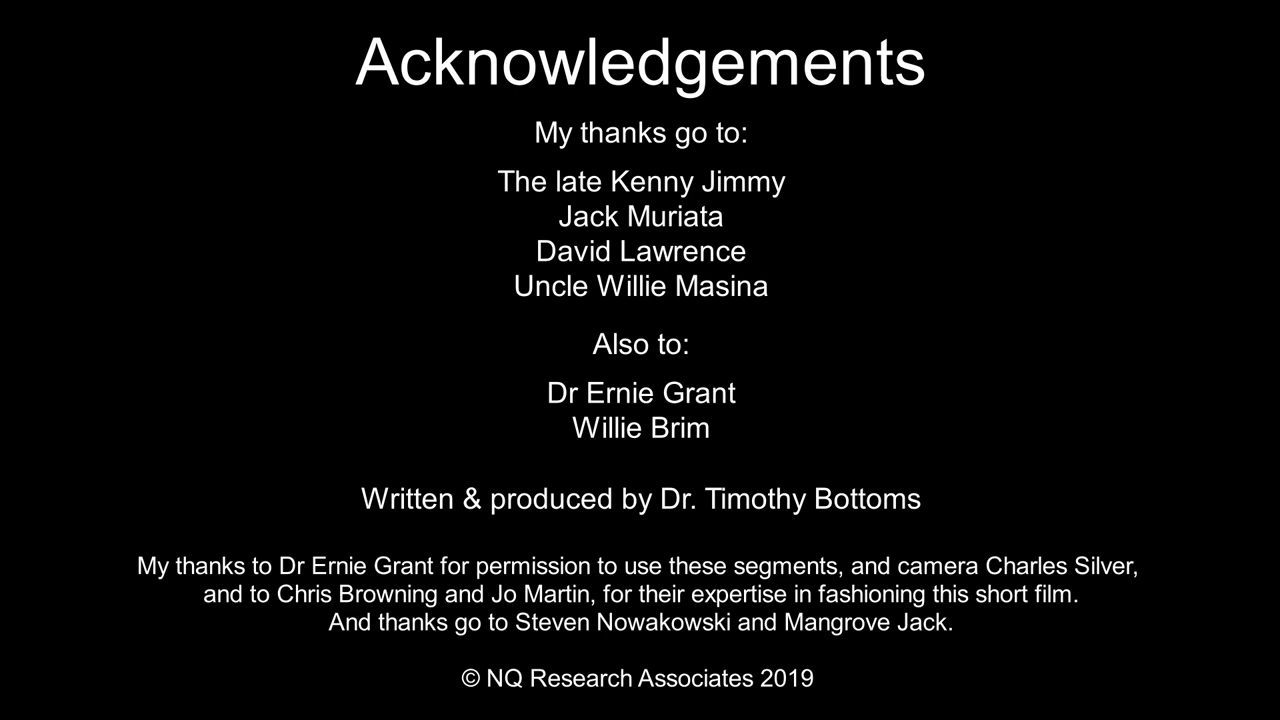 Acknowledgements
My thanks go to:
The late Kenny Jimmy
Jack Muriata
David Lawrence
Uncle Willie Masina
Also to:
Dr Ernie Grant
Willie Brim
Written & produced by Dr. Timothy Bottoms
My thanks to Dr Ernie Grant for permission to use these segments, and camera Charles Silver,
and to Chris Browning and Jo Martin, for their expertise in fashioning this short film.
And thanks go to Steven Nowakowski and Mangrove Jack.
© NQ Research Associates 2019